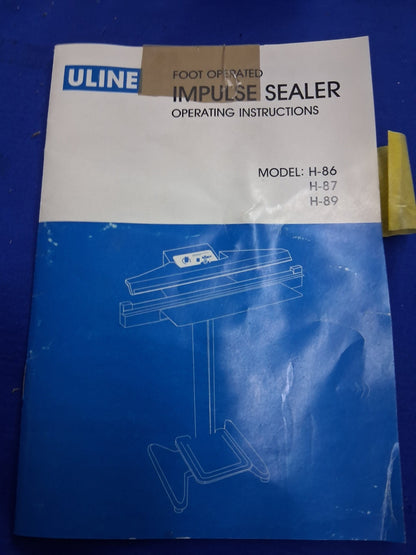 ULINE
FOOT OPERATED
IMPULSE SEALER
OPERATING INSTRUCTIONS
MODEL: H-86
H-87
H-89